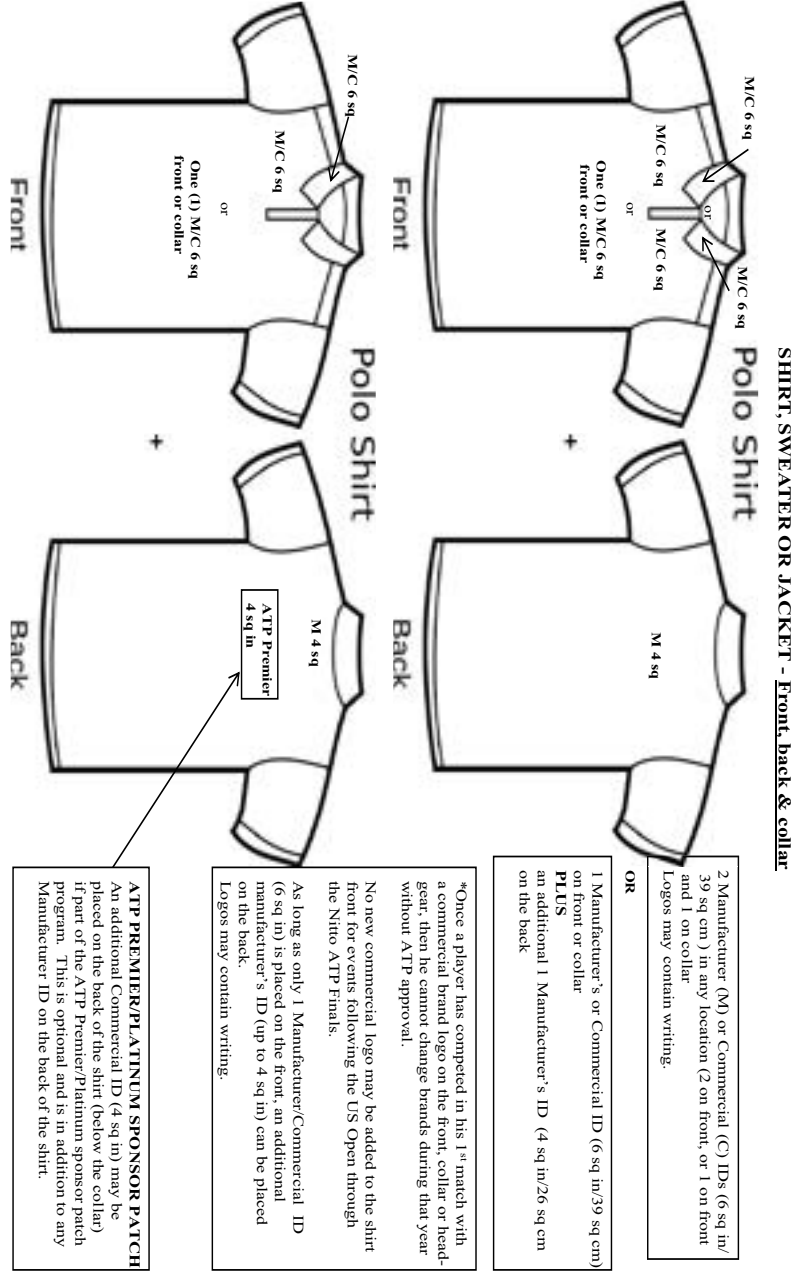 SHIRT, SWEATER OR JACKET - Front, back & collar
Polo Shirt
M/C 6 sq
M/C 6 sq
or
M/C 6 sq
M/C 6 sq
or
One (1) M/C 6 sq
front or collar
Front
+
M 4 sq
Back
2 Manufacturer (M) or Commercial (C) IDs (6 sq in/
39 sq cm ) in any location (2 on front, or 1 on front
and 1 on collar
Logos may contain writing.
OR
1 Manufacturer's or Commercial ID (6 sq in/39 sq cm)
on front or collar
PLUS
an additional 1 Manufacturer's ID (4 sq in/26 sq cm
on the back
Polo Shirt
M/C 6 sq
M/C 6 sq
or
One (1) M/C 6 sq
front or collar
Front
+
M 4 sq
ATP Premier
4 sq in
Back
*Once a player has competed in his 1st match with
a commercial brand logo on the front, collar or head-
gear, then he cannot change brands during that year
without ATP approval.
No new commercial logo may be added to the shirt
front for events following the US Open through
the Nitto ATP Finals.
As long as only 1 Manufacturer/Commercial ID
(6 sq in) is placed on the front, an additional
manufacturer's ID (up to 4 sq in) can be placed
on the back.
Logos may contain writing.
ATP PREMIER/PLATINUM SPONSOR PATCH
An additional Commercial ID (4 sq in) may be
placed on the back of the shirt (below the collar)
if part of the ATP Premier/Platinum sponsor patch
program. This is optional and is in addition to any
Manufacturer ID on the back of the shirt.